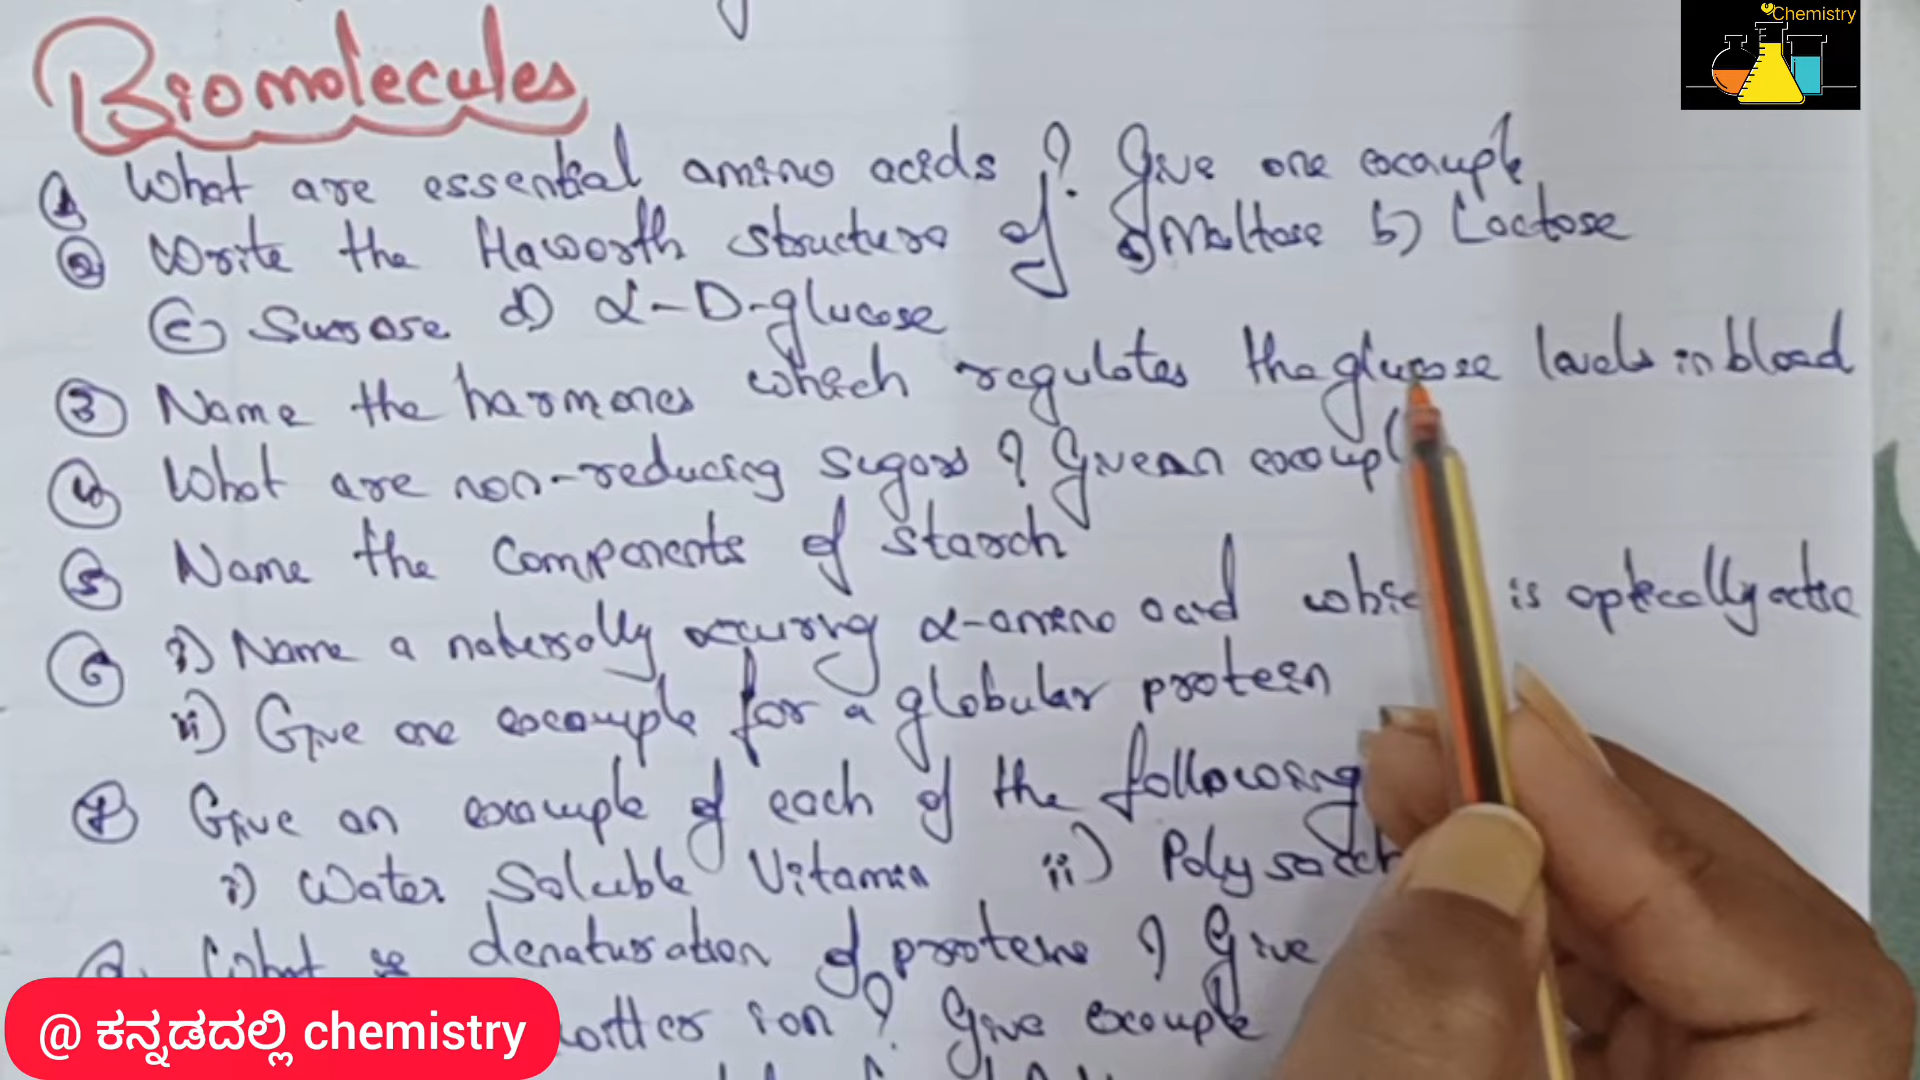 Chemistry
Biomolecules
1 What are essential amino acids ? Give one example
2 Write the Haworth structure of a) Maltose b) Lactose
c) Sucrose d) α-D-glucose
3 Name the harmones which regulates the glucose levels in blood
4 What are non-reducing sugars ? Given an exampl
5 Name the components of starch
6 i) Name a naturally occuring α-amino acid which is optically active
ii) Give one example for a globular protein
7 Give an example of each of the following
i) Water Soluble Vitamin ii) Polysacch
What is denaturation of proteins ? Give
ion ? Give example
@ ಕನ್ನಡದಲ್ಲಿ chemistry